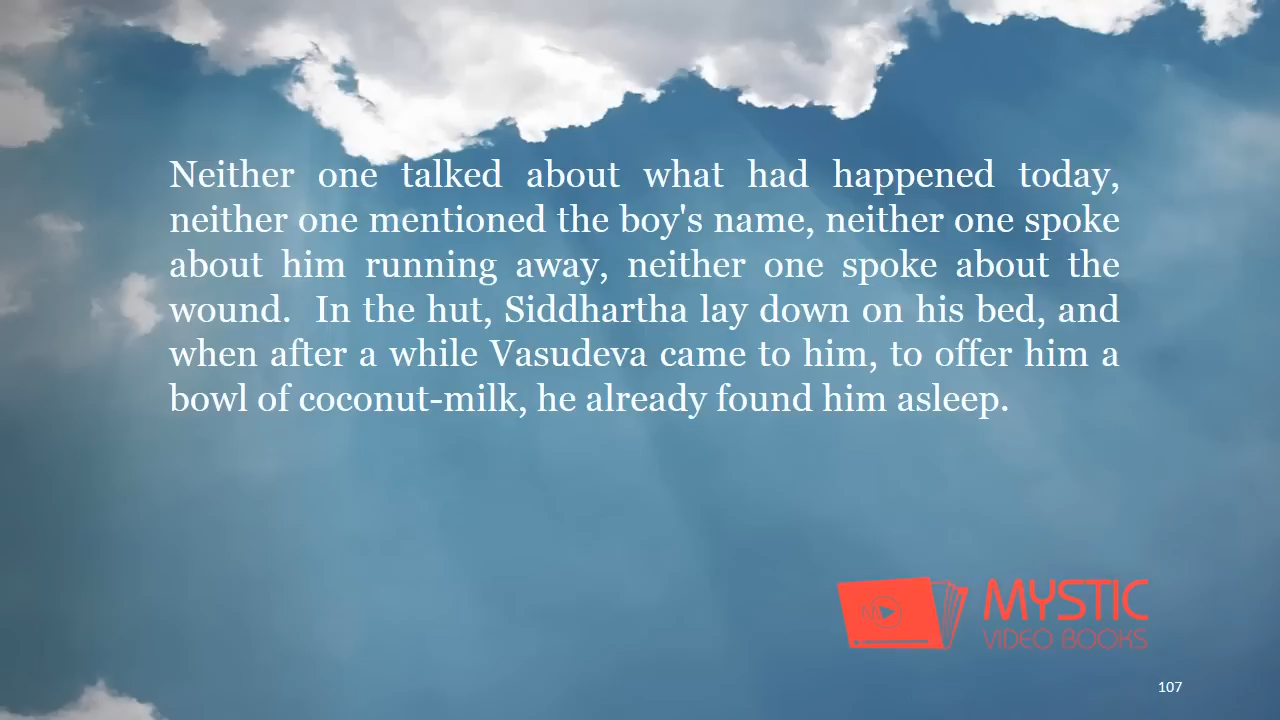 Neither one talked about what had happened today,
neither one mentioned the boy's name, neither one spoke
about him running away, neither one spoke about the
wound.  In the hut, Siddhartha lay down on his bed, and
when after a while Vasudeva came to him, to offer him a
bowl of coconut-milk, he already found him asleep.
MYSTIC
VIDEO BOOKS
107